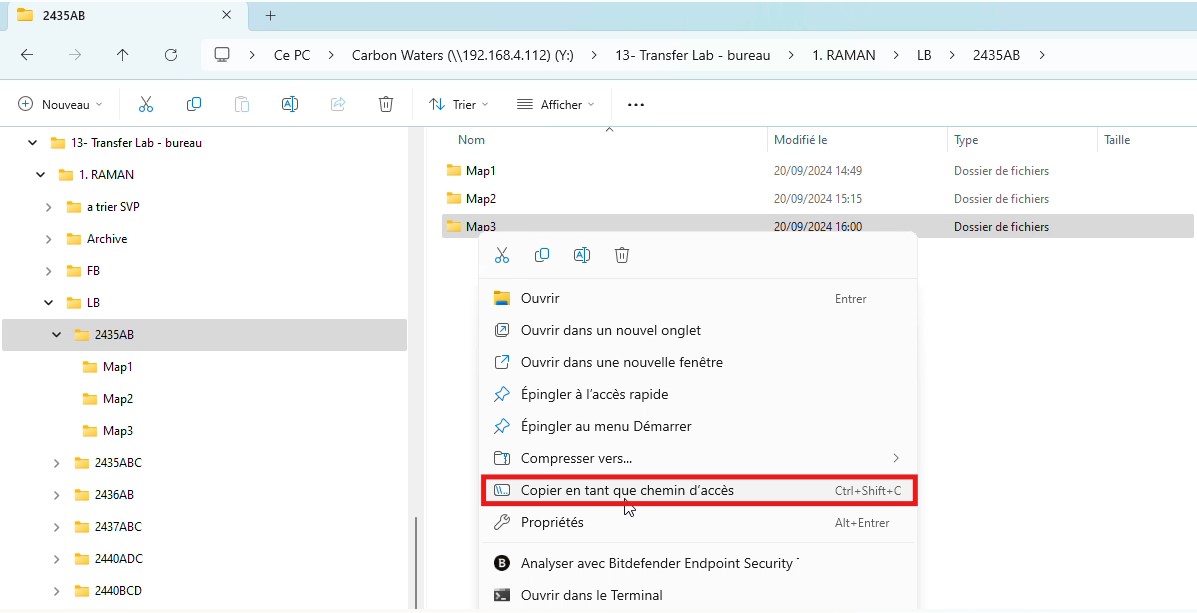 2435AB
Ce PC > Carbon Waters (\\192.168.4.112) (Y:) > 13- Transfer Lab - bureau > 1. RAMAN > LB > 2435AB >
Nouveau
Trier
Afficher
13- Transfer Lab - bureau
1. RAMAN
a trier SVP
Archive
FB
LB
2435AB
Map1
Map2
Map3
2435ABC
2436AB
2437ABC
2440ADC
2440BCD
Nom Modifié le Type Taille
Map1 20/09/2024 14:49 Dossier de fichiers
Map2 20/09/2024 15:15 Dossier de fichiers
Map3 20/09/2024 16:00 Dossier de fichiers
Ouvrir Entrer
Ouvrir dans un nouvel onglet
Ouvrir dans une nouvelle fenêtre
Épingler à l'accès rapide
Épingler au menu Démarrer
Compresser vers...
Copier en tant que chemin d'accès Ctrl+Shift+C
Propriétés Alt+Entrer
B
Analyser avec Bitdefender Endpoint Security
Ouvrir dans le Terminal